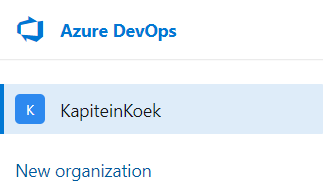 Azure DevOps
K KapiteinKoek
New organization